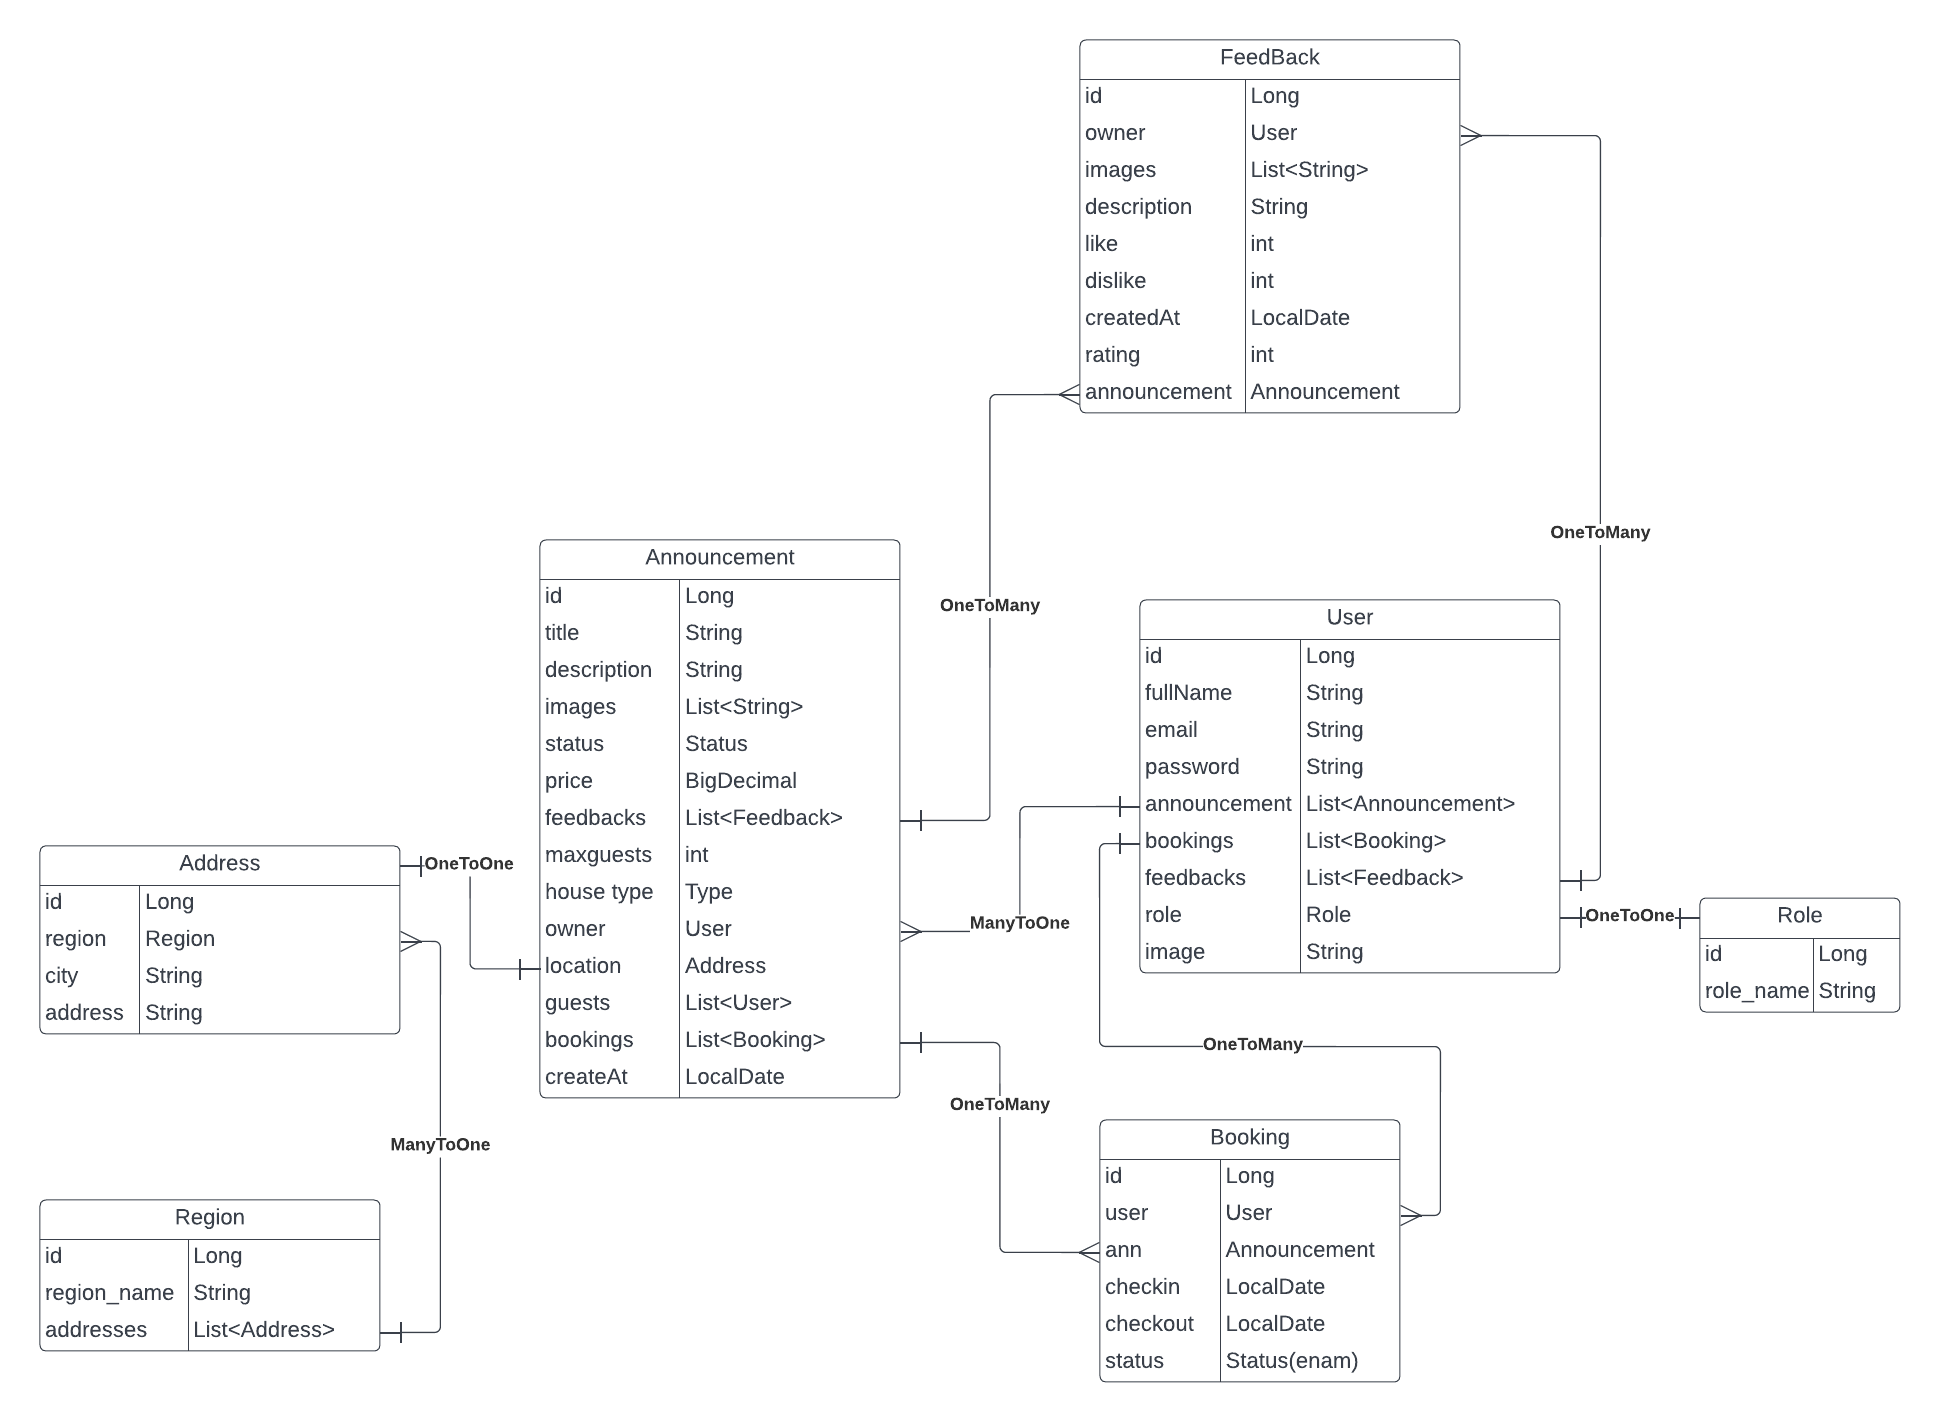 FeedBack
id Long
owner User
images List<String>
description String
like int
dislike int
createdAt LocalDate
rating int
announcement Announcement
OneToMany
OneToMany
Announcement
id Long
title String
description String
images List<String>
status Status
price BigDecimal
feedbacks List<Feedback>
maxguests int
house type Type
owner User
location Address
guests List<User>
bookings List<Booking>
createAt LocalDate
User
id Long
fullName String
email String
password String
announcement List<Announcement>
bookings List<Booking>
feedbacks List<Feedback>
role Role
image String
OneToOne
Role
id Long
role_name String
ManyToOne
OneToOne
Address
id Long
region Region
city String
address String
ManyToOne
Region
id Long
region_name String
addresses List<Address>
OneToMany
OneToMany
Booking
id Long
user User
ann Announcement
checkin LocalDate
checkout LocalDate
status Status(enam)